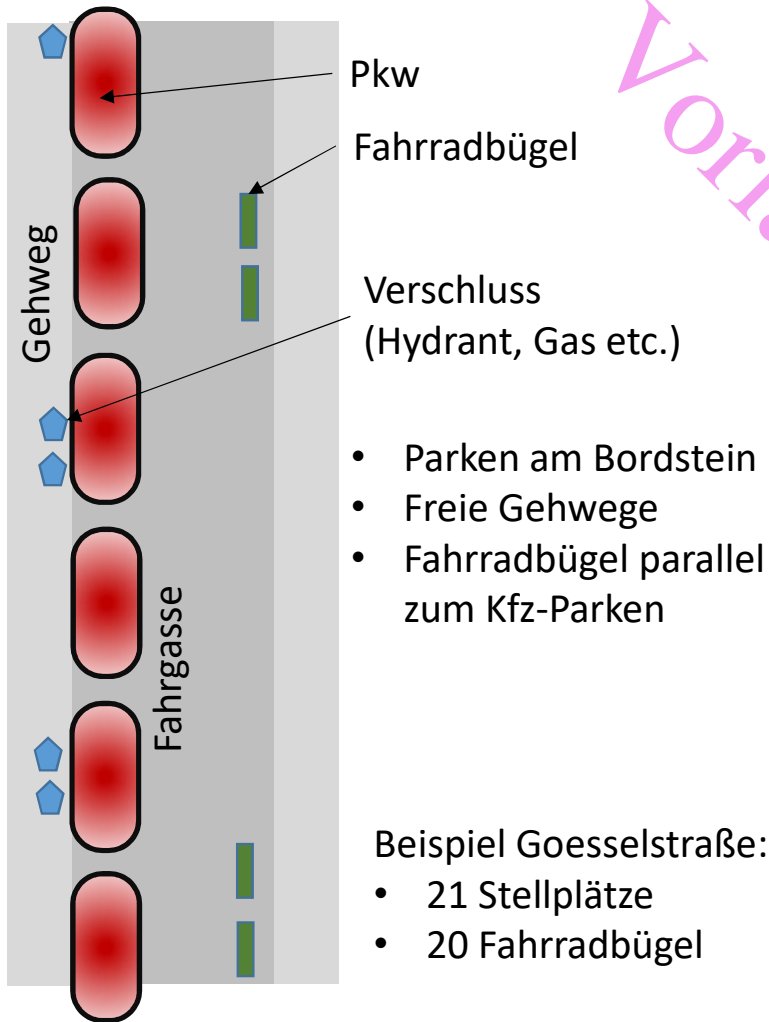 Pkw
Fahrradbügel
Gehweg
Verschluss
(Hydrant, Gas etc.)
• Parken am Bordstein
• Freie Gehwege
• Fahrradbügel parallel
zum Kfz-Parken
Fahrgasse
Beispiel Goesselstraße:
• 21 Stellplätze
• 20 Fahrradbügel